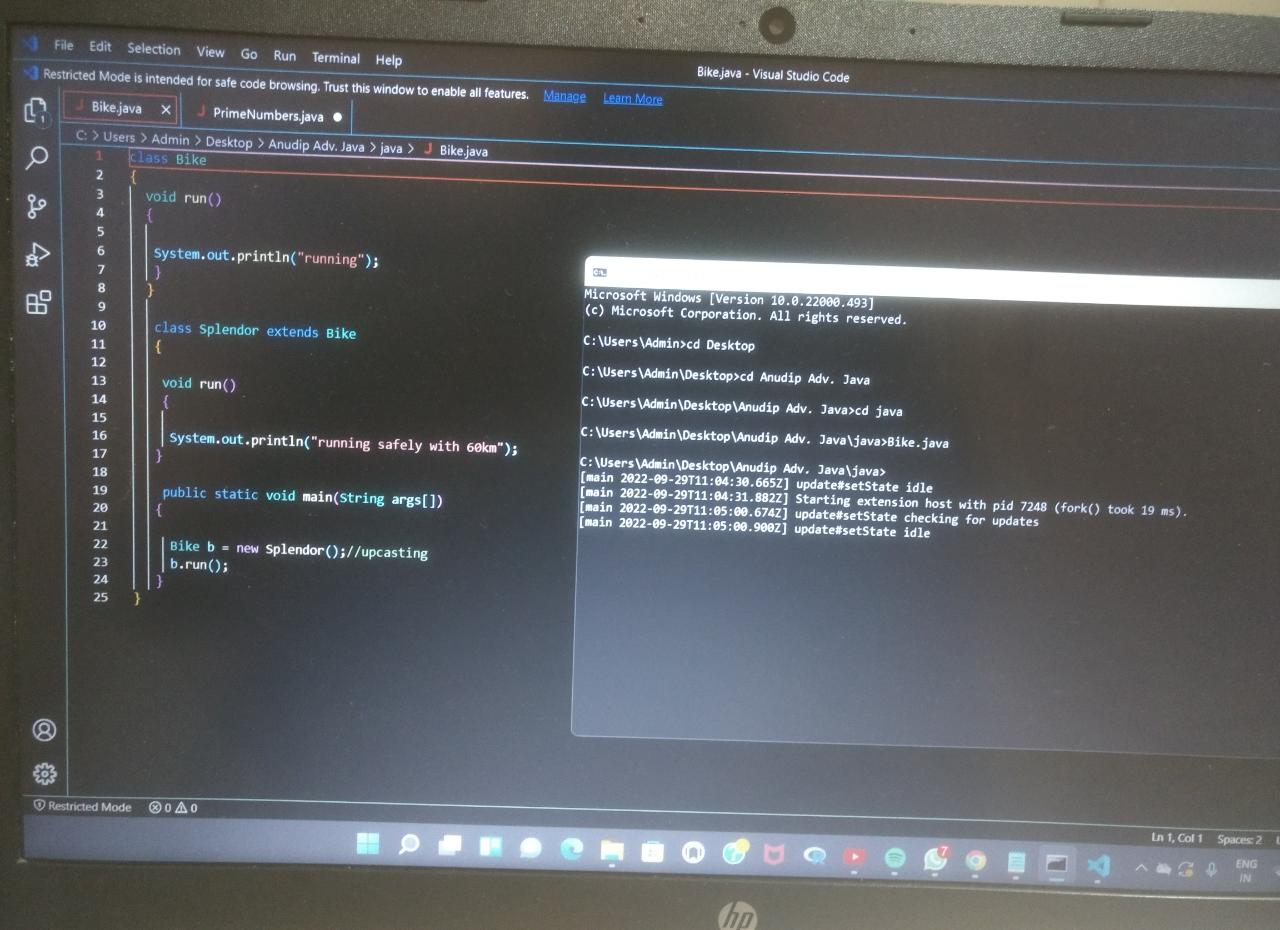 File Edit Selection View Go Run Terminal Help
Bike.java - Visual Studio Code
Restricted Mode is intended for safe code browsing. Trust this window to enable all features. Manage Learn More
Bike.java PrimeNumbers.java
C: > Users > Admin > Desktop > Anudip Adv. Java > java > J Bike.java
1 class Bike
2 {
3 void run()
4 {
5
6 System.out.println("running");
7 }
8 }
9
10 class Splendor extends Bike
11 {
12
13 void run()
14 {
15
16 System.out.println("running safely with 60km");
17 }
18
19 public static void main(String args[])
20 {
21
22 Bike b = new Splendor();//upcasting
23 b.run();
24 }
25 }
Microsoft Windows [Version 10.0.22000.493]
(c) Microsoft Corporation. All rights reserved.
C:\Users\Admin>cd Desktop
C:\Users\Admin\Desktop>cd Anudip Adv. Java
C:\Users\Admin\Desktop\Anudip Adv. Java>cd java
C:\Users\Admin\Desktop\Anudip Adv. Java\java>Bike.java
C:\Users\Admin\Desktop\Anudip Adv. Java\java>
[main 2022-09-29T11:04:30.665Z] update#setState idle
[main 2022-09-29T11:04:31.882Z] Starting extension host with pid 7248 (fork() took 19 ms).
[main 2022-09-29T11:05:00.674Z] update#setState checking for updates
[main 2022-09-29T11:05:00.900Z] update#setState idle
Restricted Mode 0 0
Ln 1, Col 1 Spaces: 2
7
ENG
IN
hp